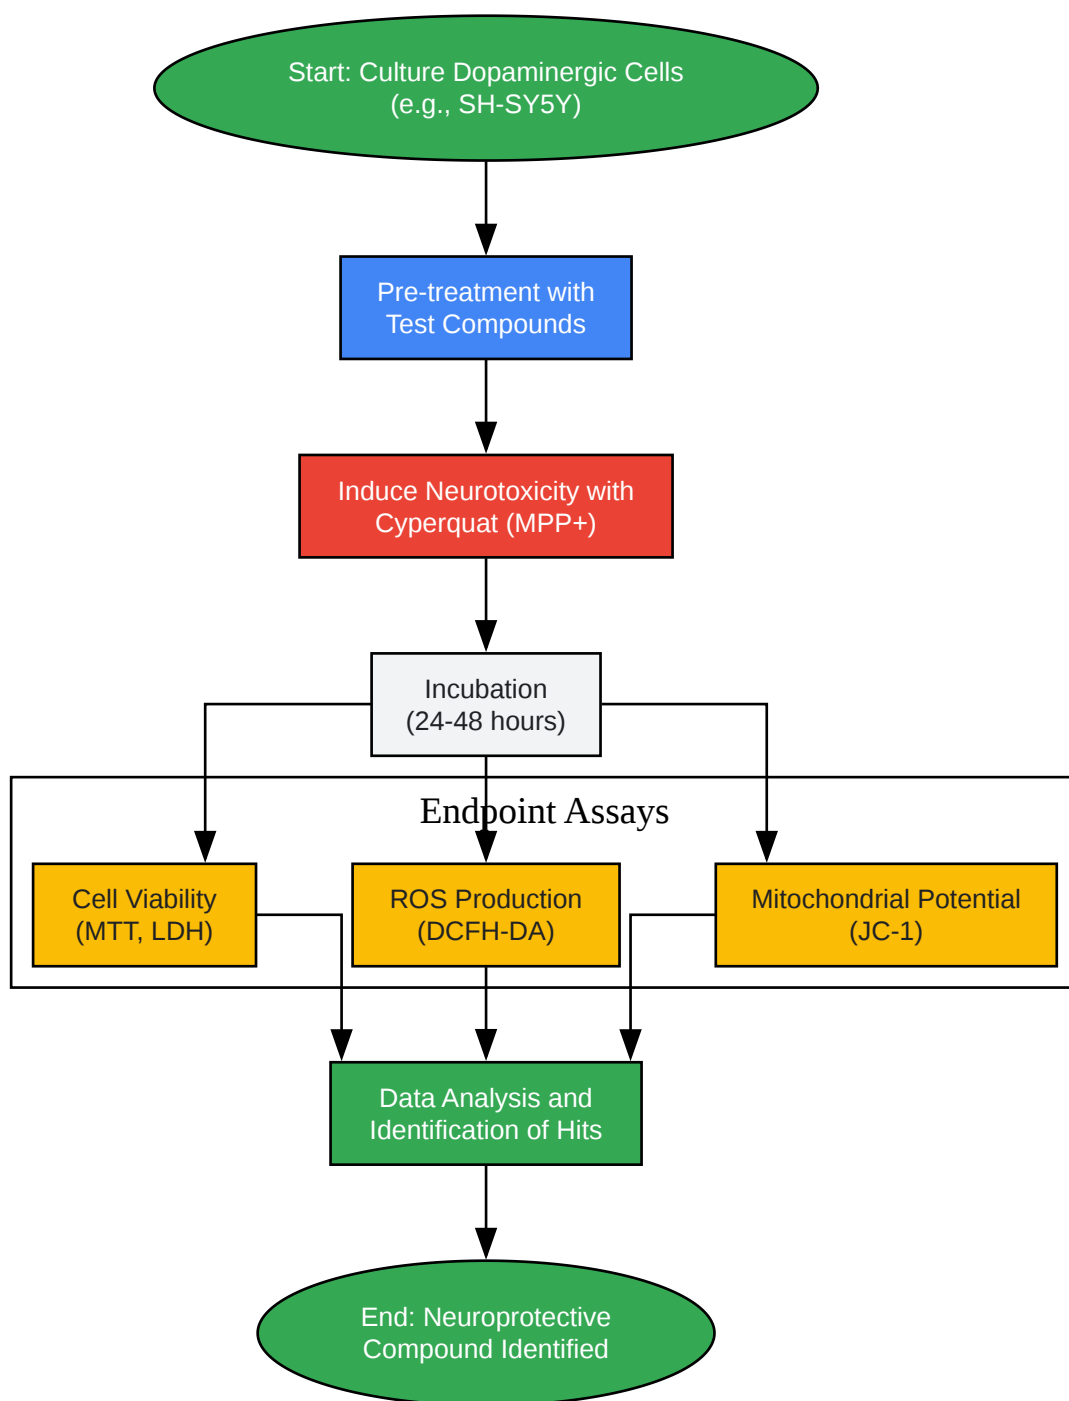 Start: Culture Dopaminergic Cells
(e.g., SH-SY5Y)
Pre-treatment with
Test Compounds
Induce Neurotoxicity with
Cyperquat (MPP+)
Incubation
(24-48 hours)
Endpoint Assays
Cell Viability
(MTT, LDH)
ROS Production
(DCFH-DA)
Mitochondrial Potential
(JC-1)
Data Analysis and
Identification of Hits
End: Neuroprotective
Compound Identified